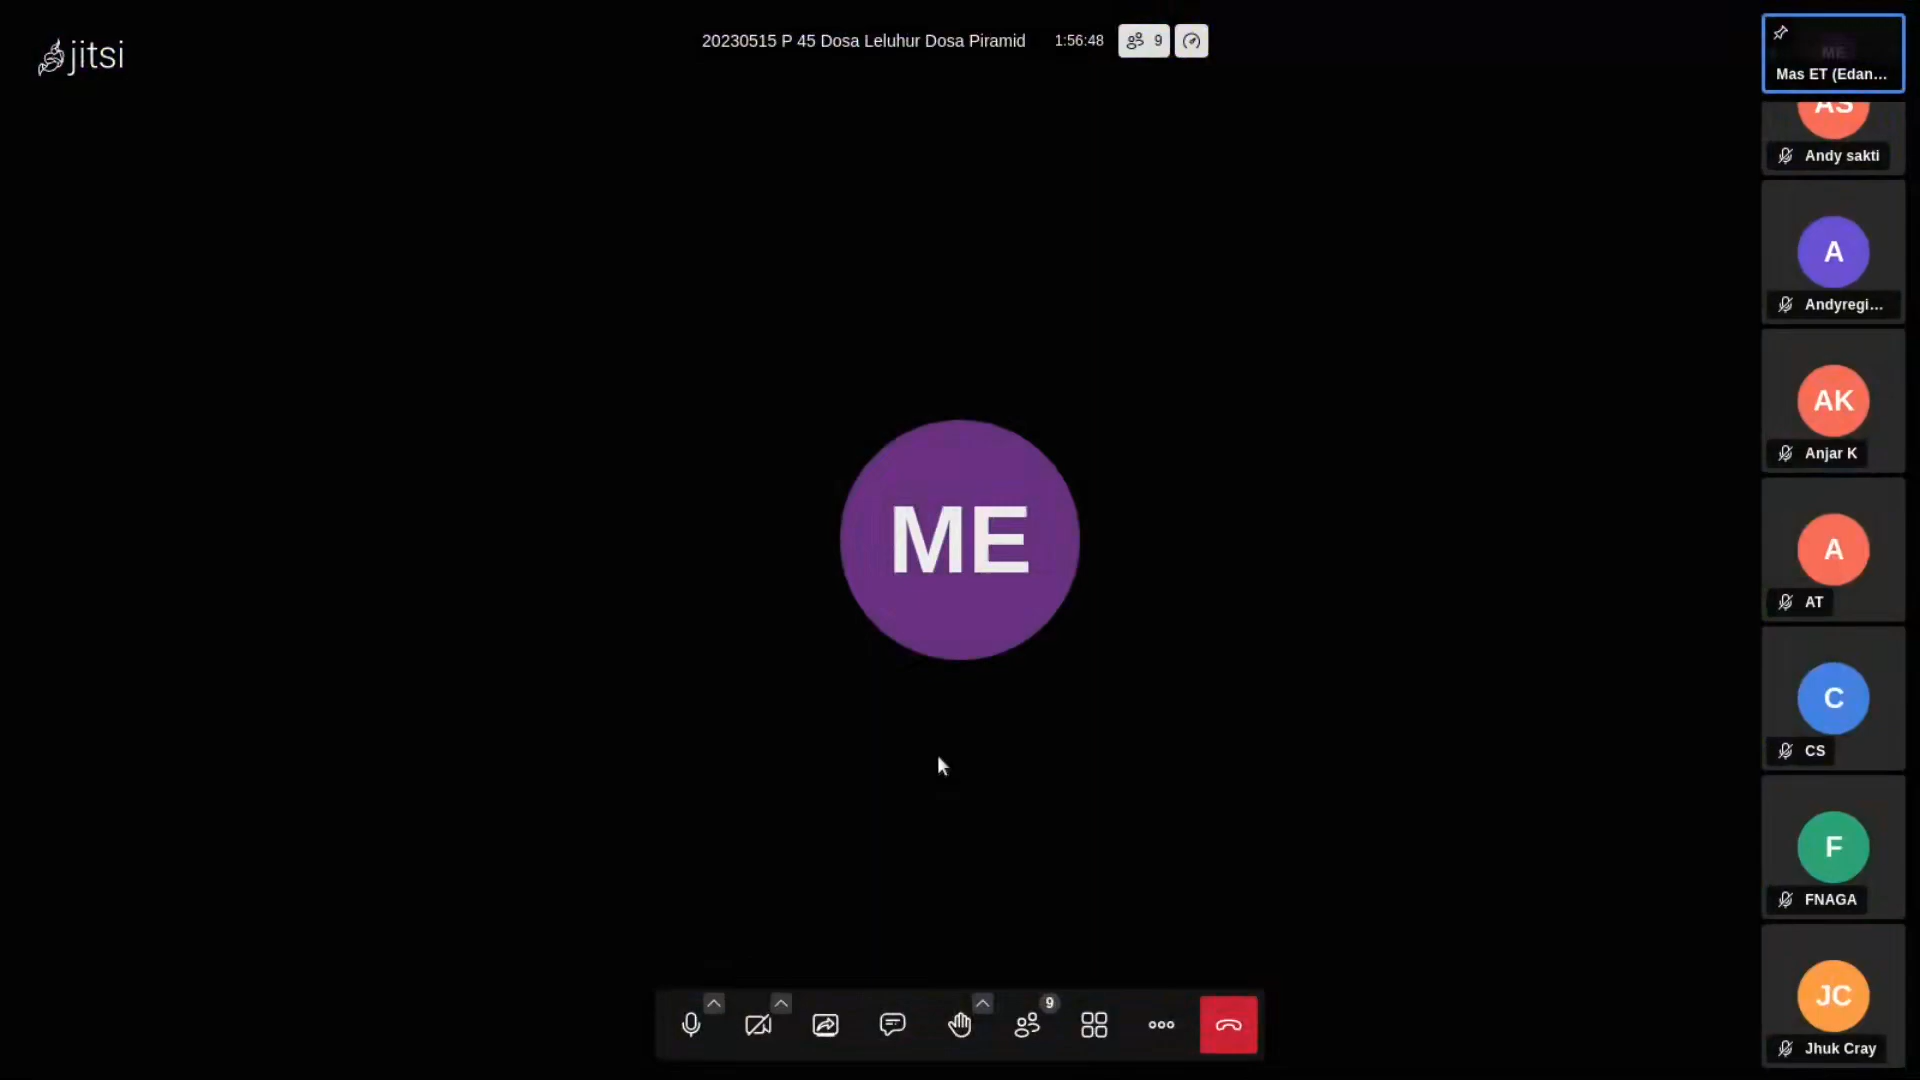 jitsi
20230515 P 45 Dosa Leluhur Dosa Piramid 1:56:48 9
ME
Mas ET (Edan...
AS
Andy sakti
A
Andyregi...
AK
Anjar K
A
AT
C
CS
F
FNAGA
JC
Jhuk Cray
ME
9